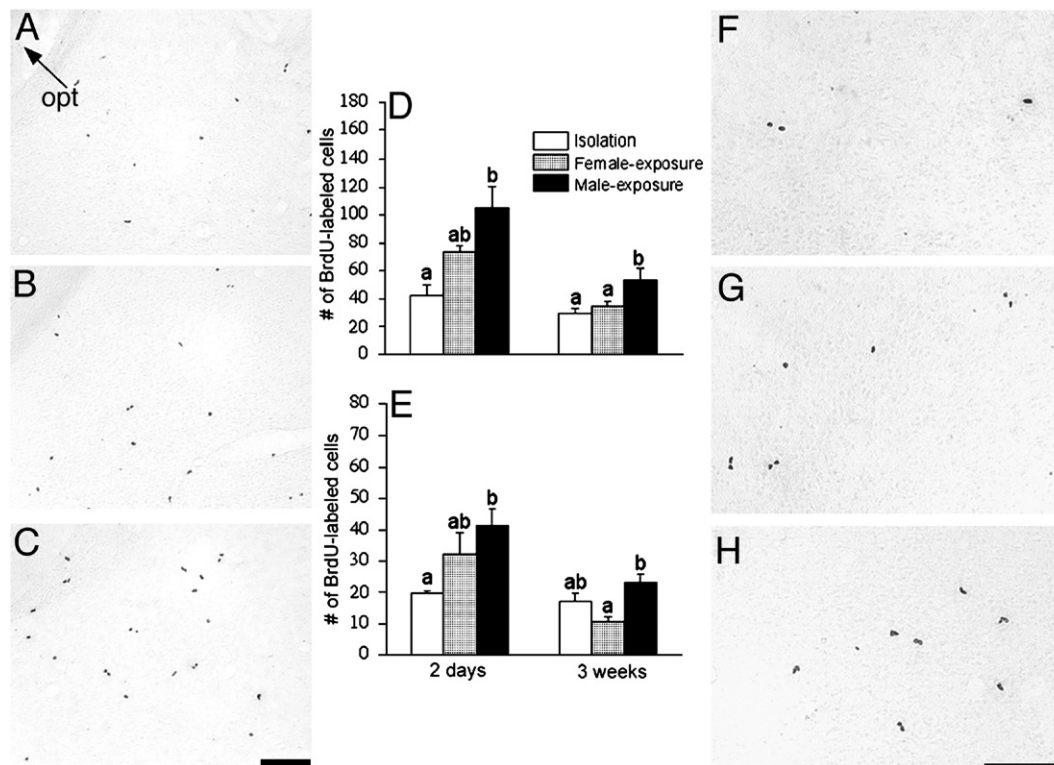 A
opt
B
C
D
# of BrdU-labeled cells
180
160
140
120
100
80
60
40
20
0
Isolation
Female-exposure
Male-exposure
a
ab
b
a
a
b
E
# of BrdU-labeled cells
80
70
60
50
40
30
20
10
0
a
ab
b
ab
a
b
2 days
3 weeks
F
G
H